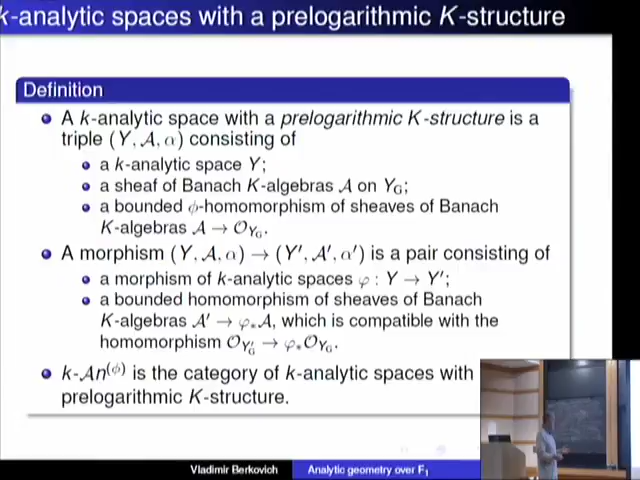 k-analytic spaces with a prelogarithmic K-structure
Definition
A k-analytic space with a prelogarithmic K-structure is a
triple (Y, 𝒜, α) consisting of
a k-analytic space Y;
a sheaf of Banach K-algebras 𝒜 on Y_G;
a bounded ϕ-homomorphism of sheaves of Banach
K-algebras 𝒜 → 𝒪_{Y_G}.
A morphism (Y, 𝒜, α) → (Y′, 𝒜′, α′) is a pair consisting of
a morphism of k-analytic spaces φ : Y → Y′;
a bounded homomorphism of sheaves of Banach
K-algebras 𝒜′ → φ_*𝒜, which is compatible with the
homomorphism 𝒪_{Y′_G} → φ_*𝒪_{Y_G}.
k-𝒜n^{(ϕ)} is the category of k-analytic spaces with
prelogarithmic K-structure.
Vladimir Berkovich
Analytic geometry over F₁